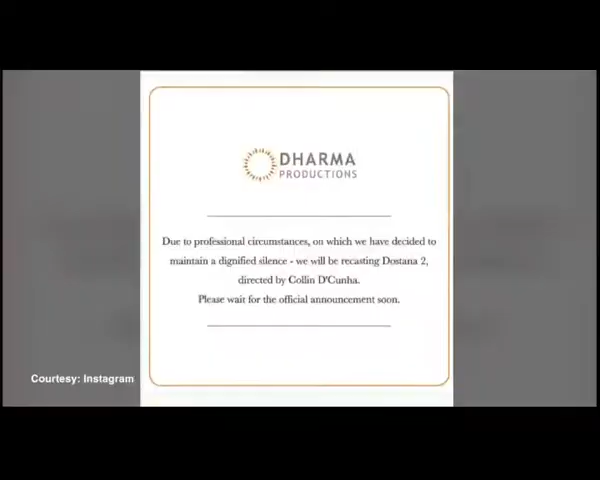 DHARMA
PRODUCTIONS
Due to professional circumstances, on which we have decided to
maintain a dignified silence - we will be recasting Dostana 2,
directed by Collin D'Cunha.
Please wait for the official announcement soon.
Courtesy: Instagram